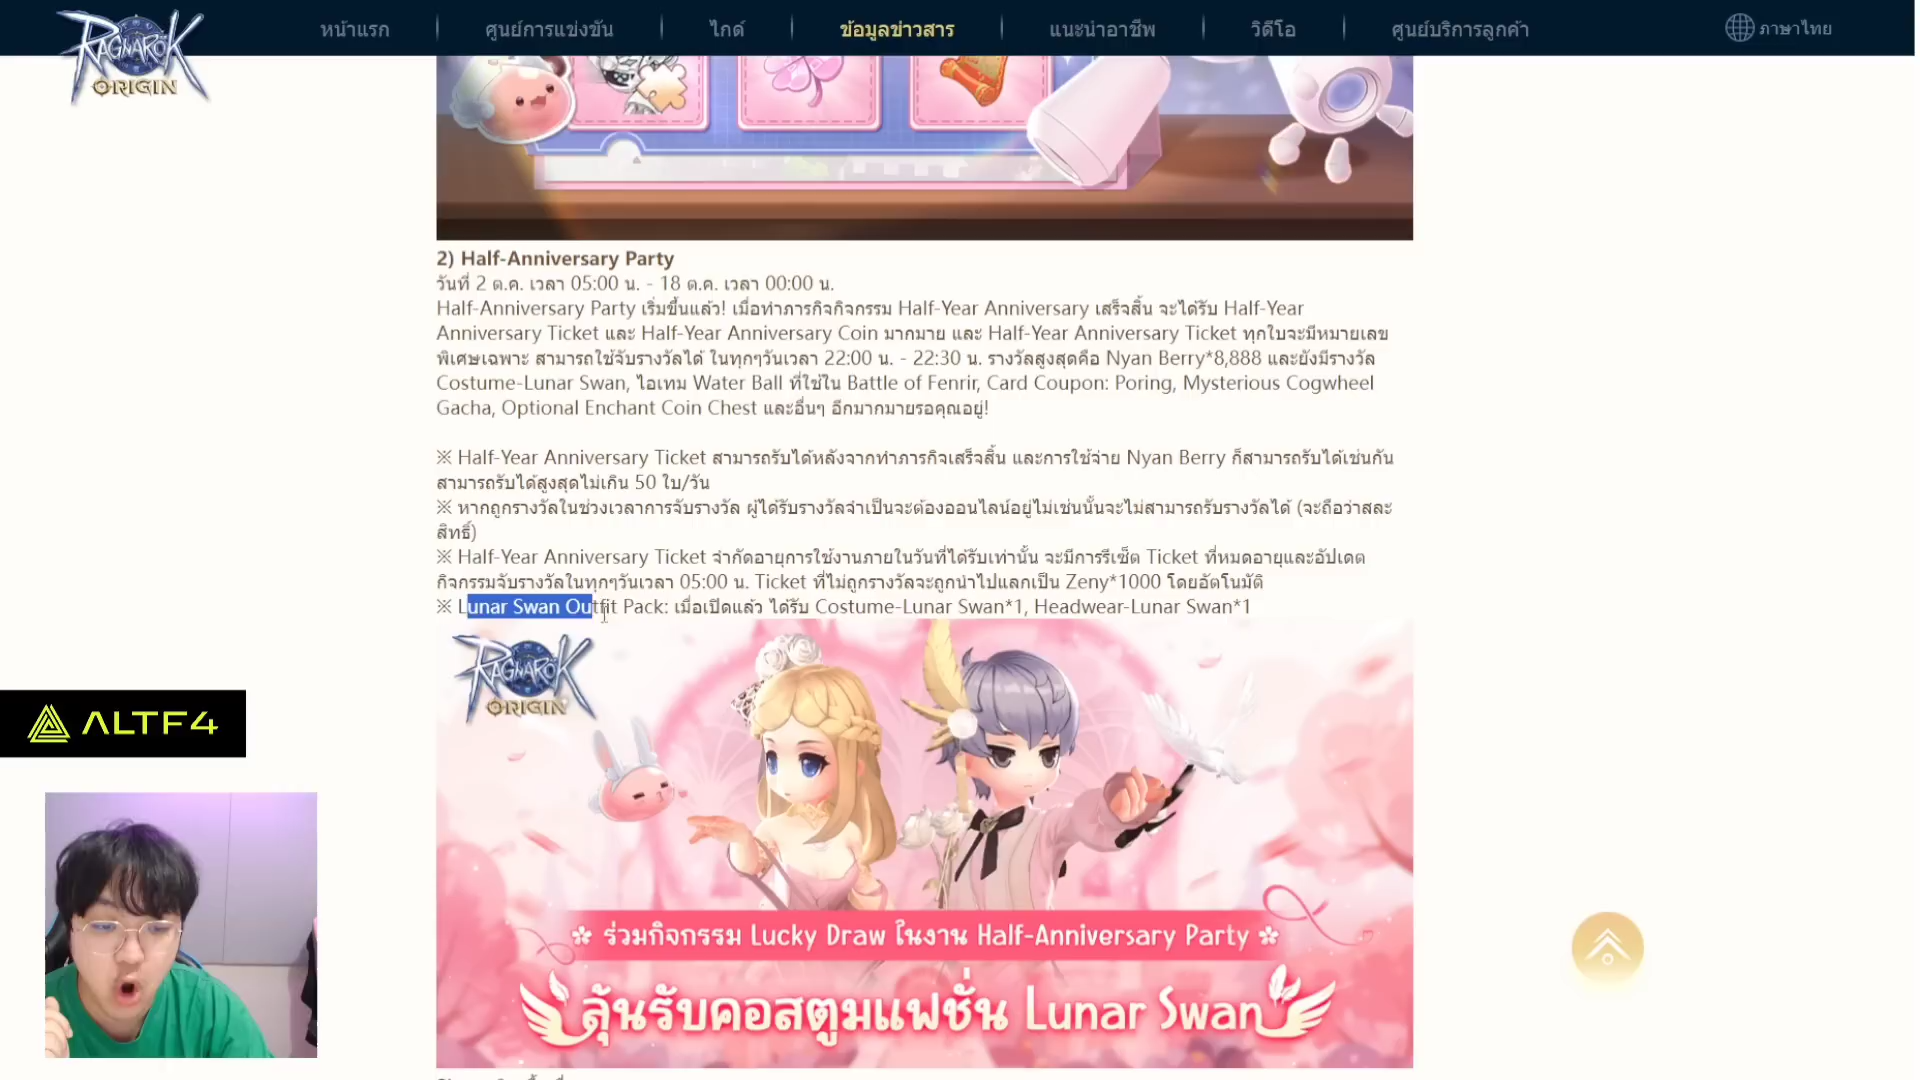 RAGNAROK
ORIGIN
หน้าแรก
ศูนย์การแข่งขัน
ไกด์
ข้อมูลข่าวสาร
แนะนำอาชีพ
วิดีโอ
ศูนย์บริการลูกค้า
ภาษาไทย
2) Half-Anniversary Party
วันที่ 2 ต.ค. เวลา 05:00 น. - 18 ต.ค. เวลา 00:00 น.
Half-Anniversary Party เริ่มขึ้นแล้ว! เมื่อทำภารกิจกิจกรรม Half-Year Anniversary เสร็จสิ้น จะได้รับ Half-Year
Anniversary Ticket และ Half-Year Anniversary Coin มากมาย และ Half-Year Anniversary Ticket ทุกใบจะมีหมายเลข
พิเศษเฉพาะ สามารถใช้จับรางวัลได้ ในทุกๆวันเวลา 22:00 น. - 22:30 น. รางวัลสูงสุดคือ Nyan Berry*8,888 และยังมีรางวัล
Costume-Lunar Swan, ไอเทม Water Ball ที่ใช้ใน Battle of Fenrir, Card Coupon: Poring, Mysterious Cogwheel
Gacha, Optional Enchant Coin Chest และอื่นๆ อีกมากมายรอคุณอยู่!
※ Half-Year Anniversary Ticket สามารถรับได้หลังจากทำภารกิจเสร็จสิ้น และการใช้จ่าย Nyan Berry ก็สามารถรับได้เช่นกัน
สามารถรับได้สูงสุดไม่เกิน 50 ใบ/วัน
※ หากถูกรางวัลในช่วงเวลาการจับรางวัล ผู้ได้รับรางวัลจำเป็นจะต้องออนไลน์อยู่ไม่เช่นนั้นจะไม่สามารถรับรางวัลได้ (จะถือว่าสละ
สิทธิ์)
※ Half-Year Anniversary Ticket จำกัดอายุการใช้งานภายในวันที่ได้รับเท่านั้น จะมีการรีเซ็ต Ticket ที่หมดอายุและอัปเดต
กิจกรรมจับรางวัลในทุกๆวันเวลา 05:00 น. Ticket ที่ไม่ถูกรางวัลจะถูกนำไปแลกเป็น Zeny*1000 โดยอัตโนมัติ
※ Lunar Swan Outfit Pack: เมื่อเปิดแล้ว ได้รับ Costume-Lunar Swan*1, Headwear-Lunar Swan*1
RAGNAROK
ORIGIN
ALTF4
ร่วมกิจกรรม Lucky Draw ในงาน Half-Anniversary Party
ลุ้นรับคอสตูมแฟชั่น Lunar Swan